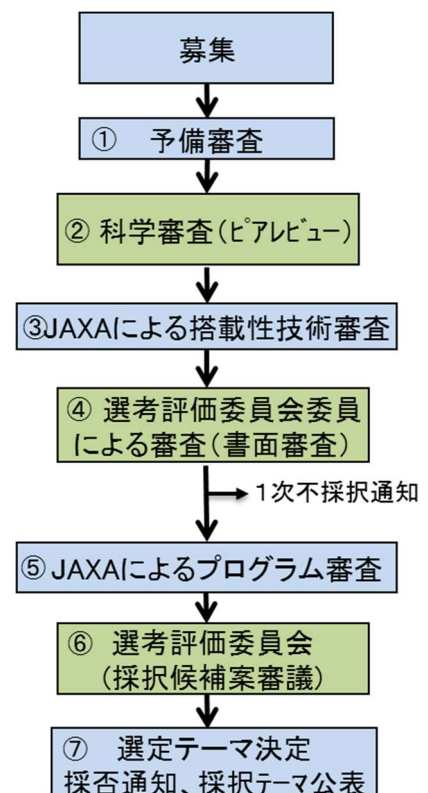 募集
① 予備審査
② 科学審査(ﾋﾟｱﾚﾋﾞｭｰ)
③JAXAによる搭載性技術審査
④ 選考評価委員会委員
による審査(書面審査)
1次不採択通知
⑤ JAXAによるプログラム審査
⑥ 選考評価委員会
(採択候補案審議)
⑦ 選定テーマ決定
採否通知、採択ﾃｰﾏ公表